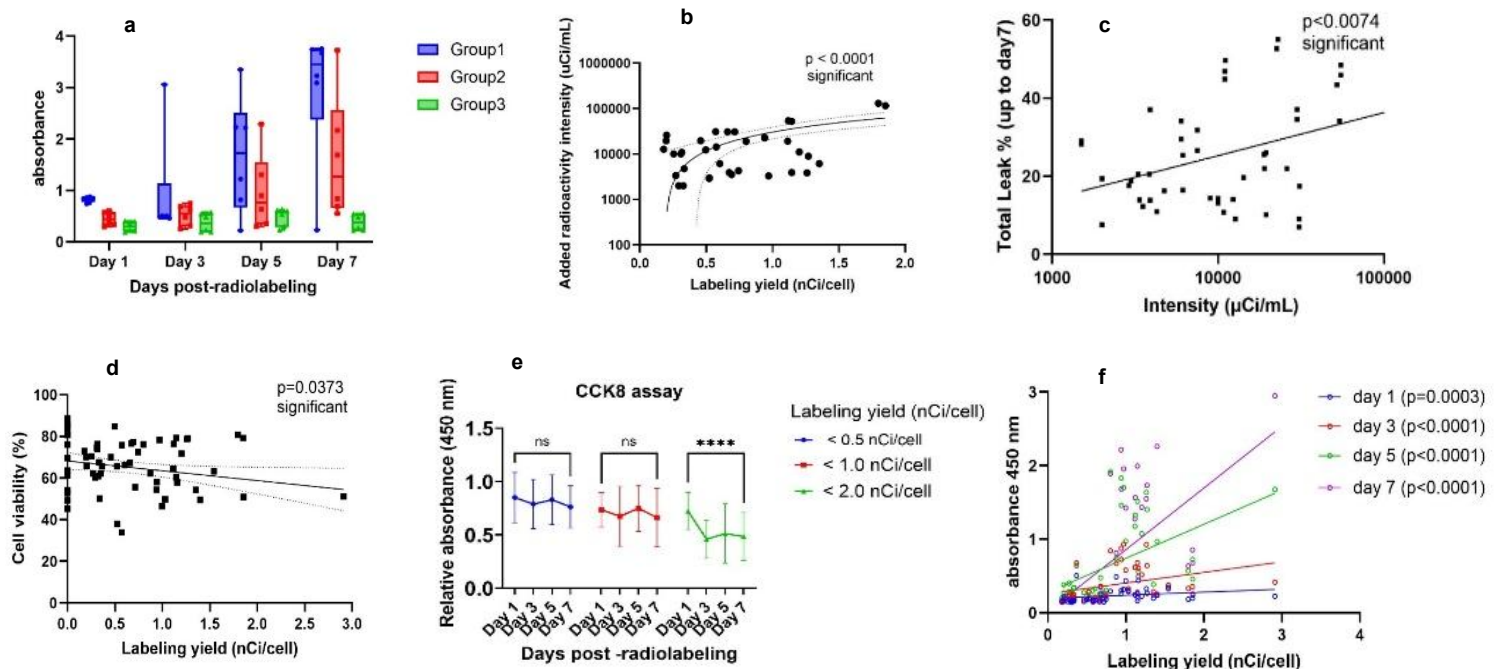 a
absorbance
4
3
2
1
0
Day 1 Day 3 Day 5 Day 7
Days post-radiolabeling
Group1
Group2
Group3
b
p < 0.0001
significant
Added radioactivity intensity (uCi/mL)
1000000
100000
10000
1000
100
0.0 0.5 1.0 1.5 2.0
Labeling yield (nCi/cell)
c
p<0.0074
significant
Total Leak % (up to day7)
60
40
20
0
1000 10000 100000
Intensity (µCi/mL)
d
p=0.0373
significant
Cell viability (%)
100
80
60
40
20
0
0.0 0.5 1.0 1.5 2.0 2.5 3.0
Labeling yield (nCi/cell)
e
CCK8 assay
Relative absorbance (450 nm)
1.5
1.0
0.5
0.0
ns ns ****
Day 1 Day 3 Day 5 Day 7 Day 1 Day 3 Day 5 Day 7 Day 1 Day 3 Day 5 Day 7
Days post -radiolabeling
Labeling yield (nCi/cell)
< 0.5 nCi/cell
< 1.0 nCi/cell
< 2.0 nCi/cell
f
absorbance 450 nm
3
2
1
0
0 1 2 3 4
Labeling yield (nCi/cell)
day 1 (p=0.0003)
day 3 (p<0.0001)
day 5 (p<0.0001)
day 7 (p<0.0001)